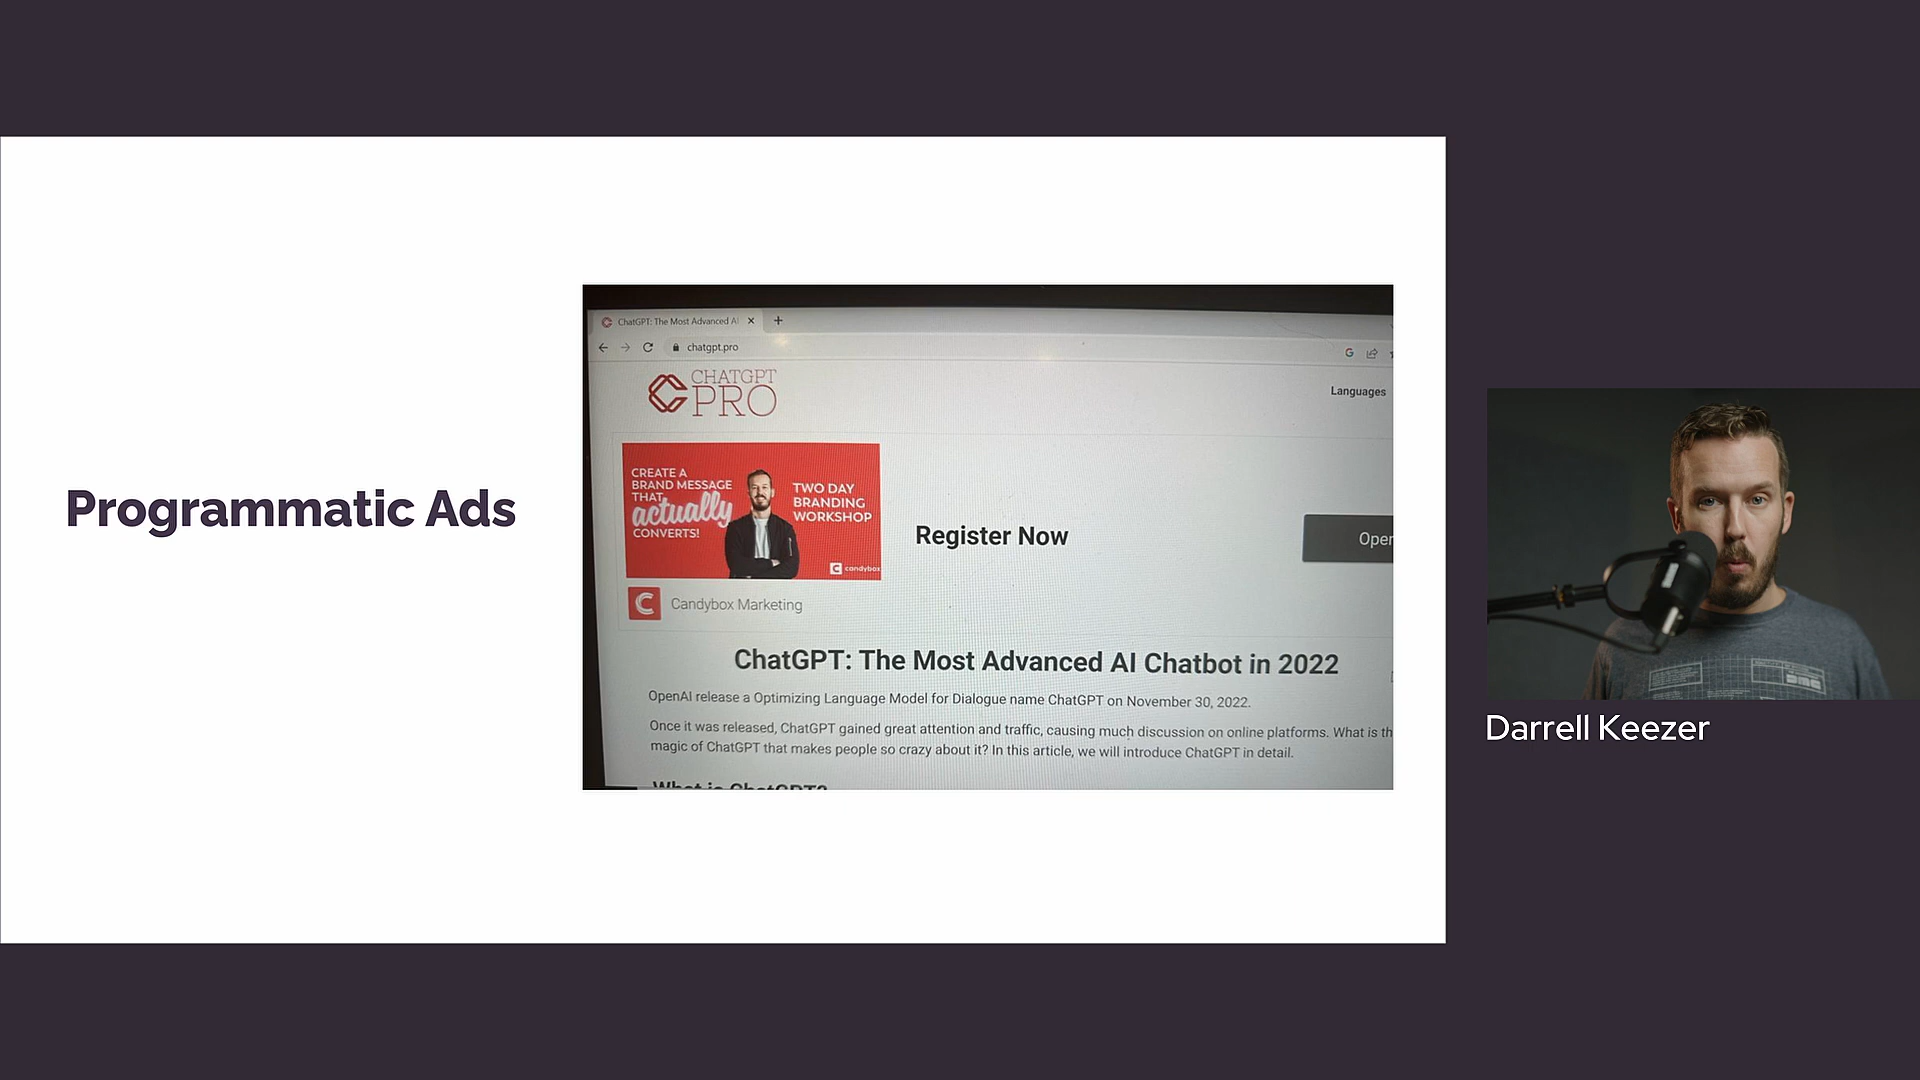 Programmatic Ads
ChatGPT: The Most Advanced AI
chatgpt.pro
CHATGPT
PRO
Languages
CREATE A
BRAND MESSAGE
THAT
actually
CONVERTS!
TWO DAY
BRANDING
WORKSHOP
candybox
Register Now
Open
Candybox Marketing
ChatGPT: The Most Advanced AI Chatbot in 2022
OpenAI release a Optimizing Language Model for Dialogue name ChatGPT on November 30, 2022.
Once it was released, ChatGPT gained great attention and traffic, causing much discussion on online platforms. What is th
magic of ChatGPT that makes people so crazy about it? In this article, we will introduce ChatGPT in detail.
What is ChatGPT?
Darrell Keezer